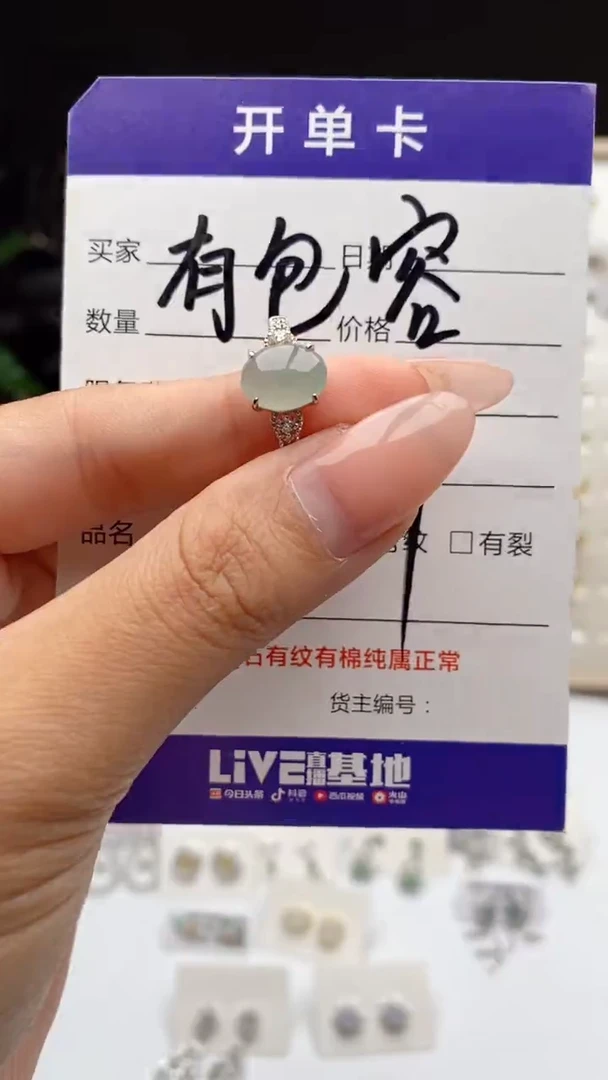 开单卡
买家 日期
有包容
数量 价格
品名 纹 □有裂
石有纹有棉纯属正常
货主编号：
LIVE直播基地
今日头条 抖音 西瓜视频 火山